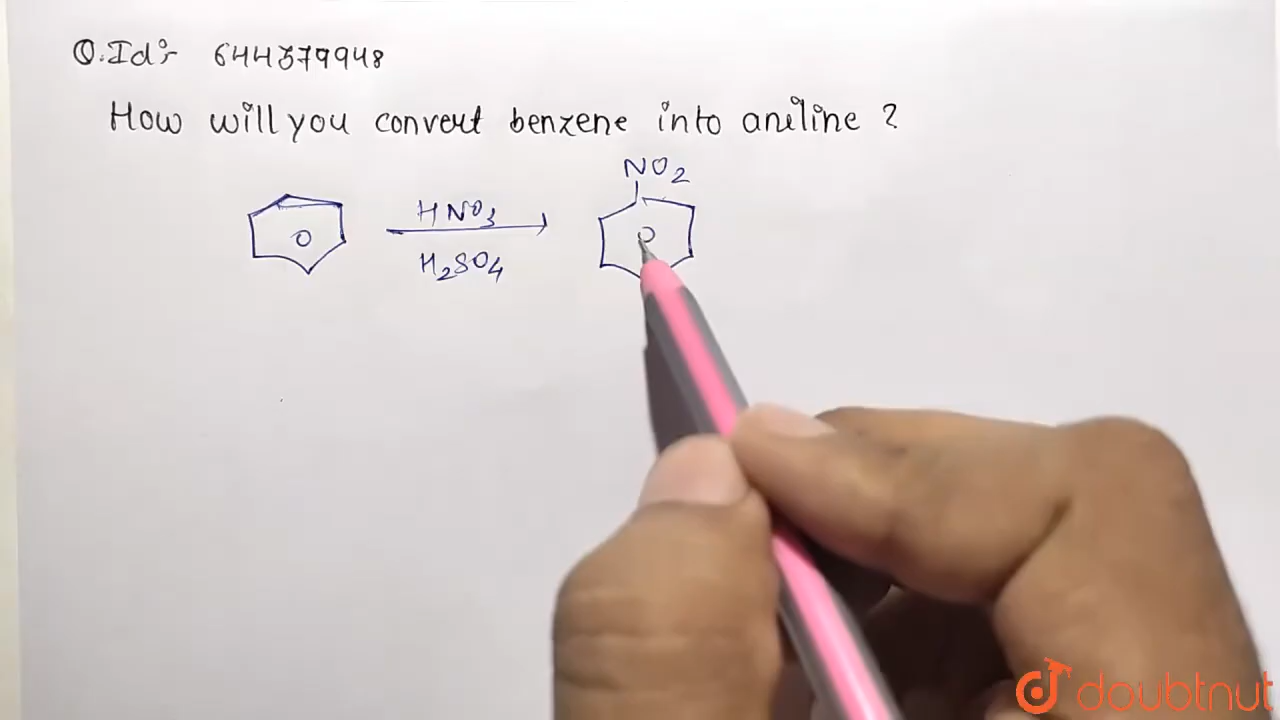 Q.Id:- 644379948
How will you convert benzene into aniline ?
NO2
HNO3
H2SO4
doubtnut